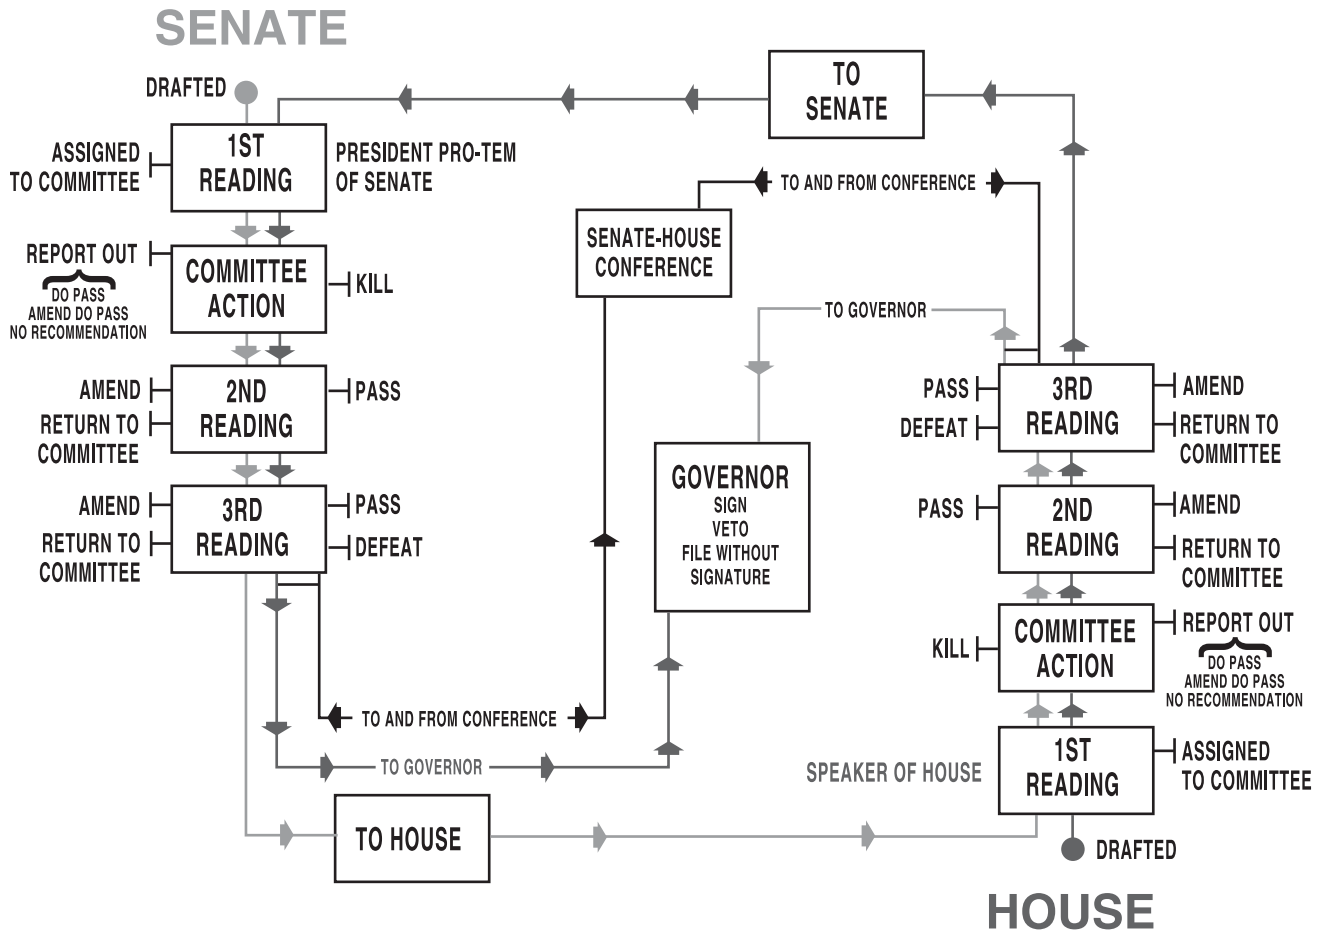 SENATE
DRAFTED
1ST
READING
ASSIGNED
TO COMMITTEE
PRESIDENT PRO-TEM
OF SENATE
REPORT OUT
DO PASS
AMEND DO PASS
NO RECOMMENDATION
COMMITTEE
ACTION
KILL
AMEND
RETURN TO
COMMITTEE
2ND
READING
PASS
AMEND
RETURN TO
COMMITTEE
3RD
READING
PASS
DEFEAT
TO AND FROM CONFERENCE
TO GOVERNOR
TO HOUSE
TO
SENATE
TO AND FROM CONFERENCE
SENATE-HOUSE
CONFERENCE
TO GOVERNOR
GOVERNOR
SIGN
VETO
FILE WITHOUT
SIGNATURE
PASS
DEFEAT
3RD
READING
AMEND
RETURN TO
COMMITTEE
PASS
2ND
READING
AMEND
RETURN TO
COMMITTEE
KILL
COMMITTEE
ACTION
REPORT OUT
DO PASS
AMEND DO PASS
NO RECOMMENDATION
SPEAKER OF HOUSE
1ST
READING
ASSIGNED
TO COMMITTEE
DRAFTED
HOUSE